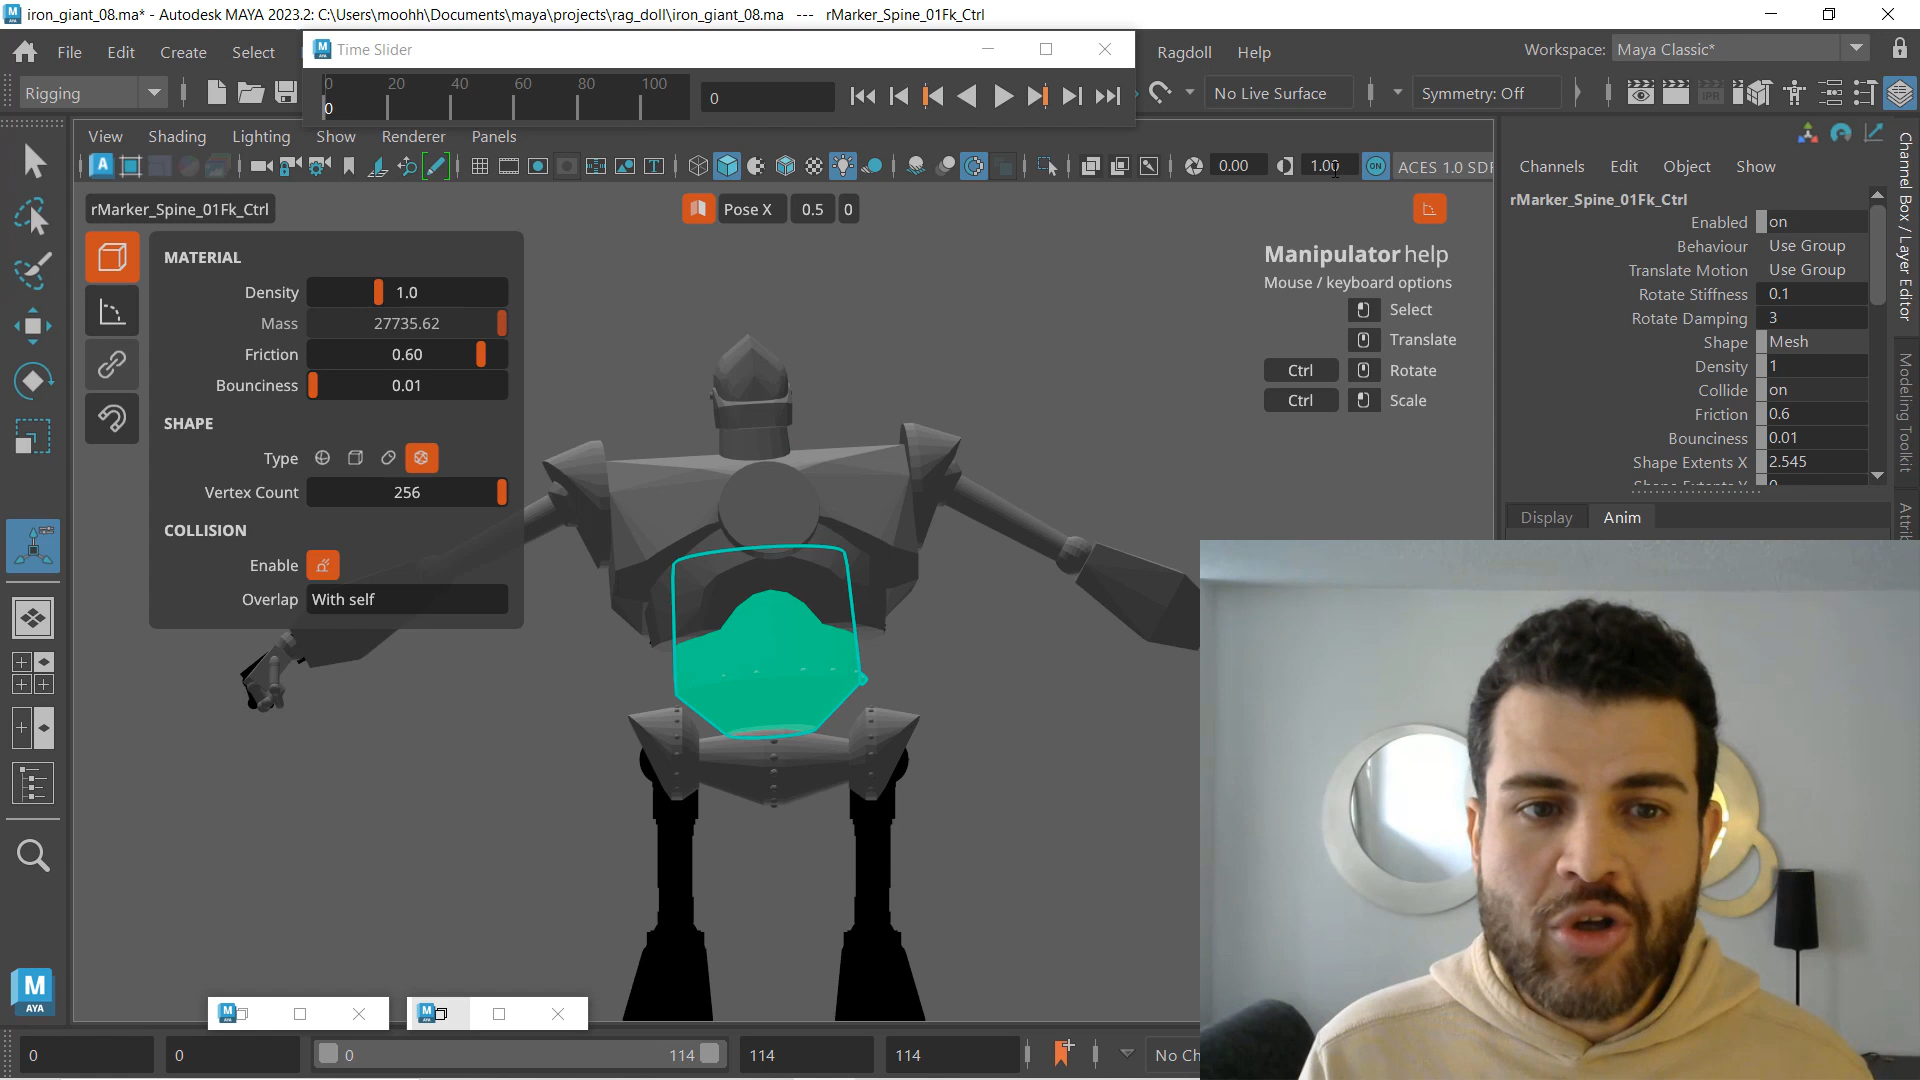 iron_giant_08.ma* - Autodesk MAYA 2023.2: C:\Users\moohh\Documents\maya\projects\rag_doll\iron_giant_08.ma --- rMarker_Spine_01Fk_Ctrl
File Edit Create Select
Time Slider
Ragdoll Help
Workspace: Maya Classic*
Rigging
0 20 40 60 80 100
0
0
No Live Surface
Symmetry: Off
IPR
View Shading Lighting Show Renderer Panels
0.00
1.00
ON
ACES 1.0 SDR
Channels Edit Object Show
rMarker_Spine_01Fk_Ctrl
Pose X 0.5 0
MATERIAL
Density 1.0
Mass 27735.62
Friction 0.60
Bounciness 0.01
SHAPE
Type
Vertex Count 256
COLLISION
Enable
Overlap With self
Manipulator help
Mouse / keyboard options
Select
Translate
Ctrl Rotate
Ctrl Scale
rMarker_Spine_01Fk_Ctrl
Enabled on
Behaviour Use Group
Translate Motion Use Group
Rotate Stiffness 0.1
Rotate Damping 3
Shape Mesh
Density 1
Collide on
Friction 0.6
Bounciness 0.01
Shape Extents X 2.545
Display Anim
Channel Box / Layer Editor
Modeling Toolkit
M
AYA
0 0 0 114 114 114 No Ch